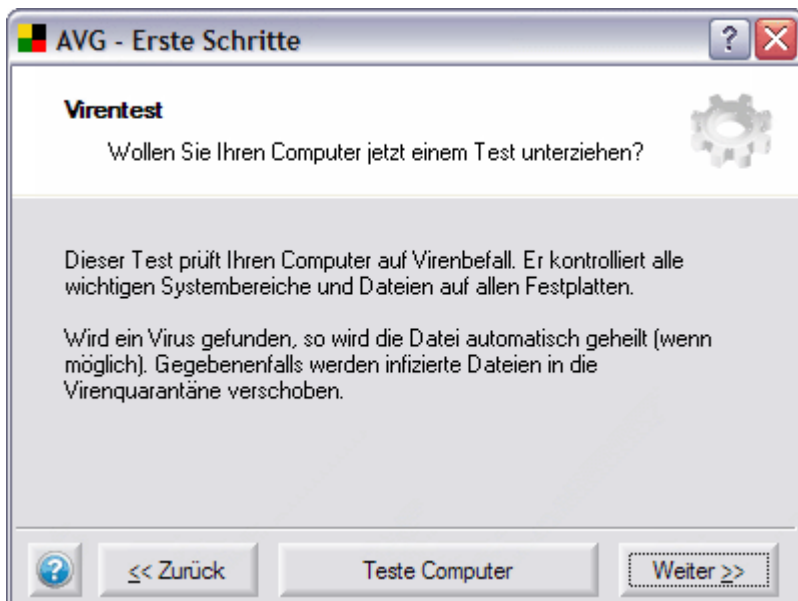 AVG - Erste Schritte
?
Virentest
Wollen Sie Ihren Computer jetzt einem Test unterziehen?
Dieser Test prüft Ihren Computer auf Virenbefall. Er kontrolliert alle
wichtigen Systembereiche und Dateien auf allen Festplatten.
Wird ein Virus gefunden, so wird die Datei automatisch geheilt (wenn
möglich). Gegebenenfalls werden infizierte Dateien in die
Virenquarantäne verschoben.
? << Zurück Teste Computer Weiter >>